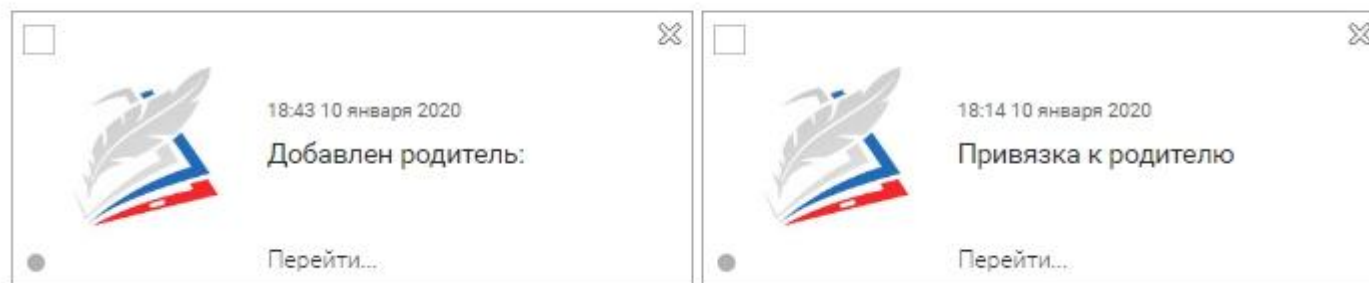 18:43 10 января 2020
Добавлен родитель:
Перейти...
18:14 10 января 2020
Привязка к родителю
Перейти...